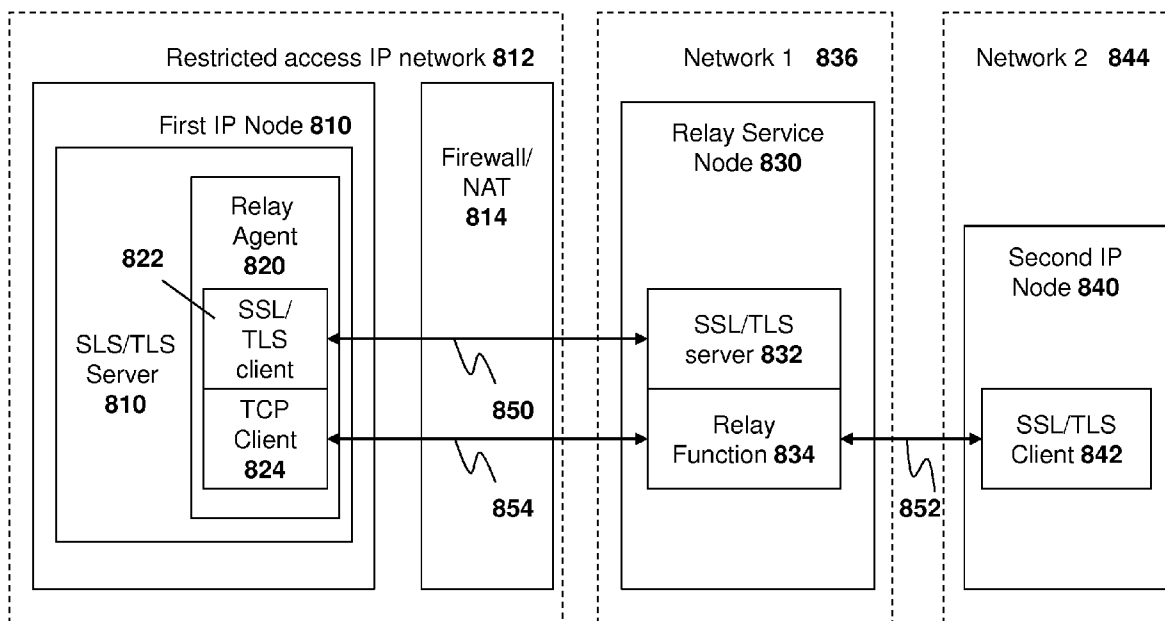 Restricted access IP network 812
First IP Node 810
SLS/TLS
Server
810
Relay
Agent
820
822
SSL/
TLS
client
TCP
Client
824
Firewall/
NAT
814
850
854
Network 1 836
Relay Service
Node 830
SSL/TLS
server 832
Relay
Function 834
852
Network 2 844
Second IP
Node 840
SSL/TLS
Client 842